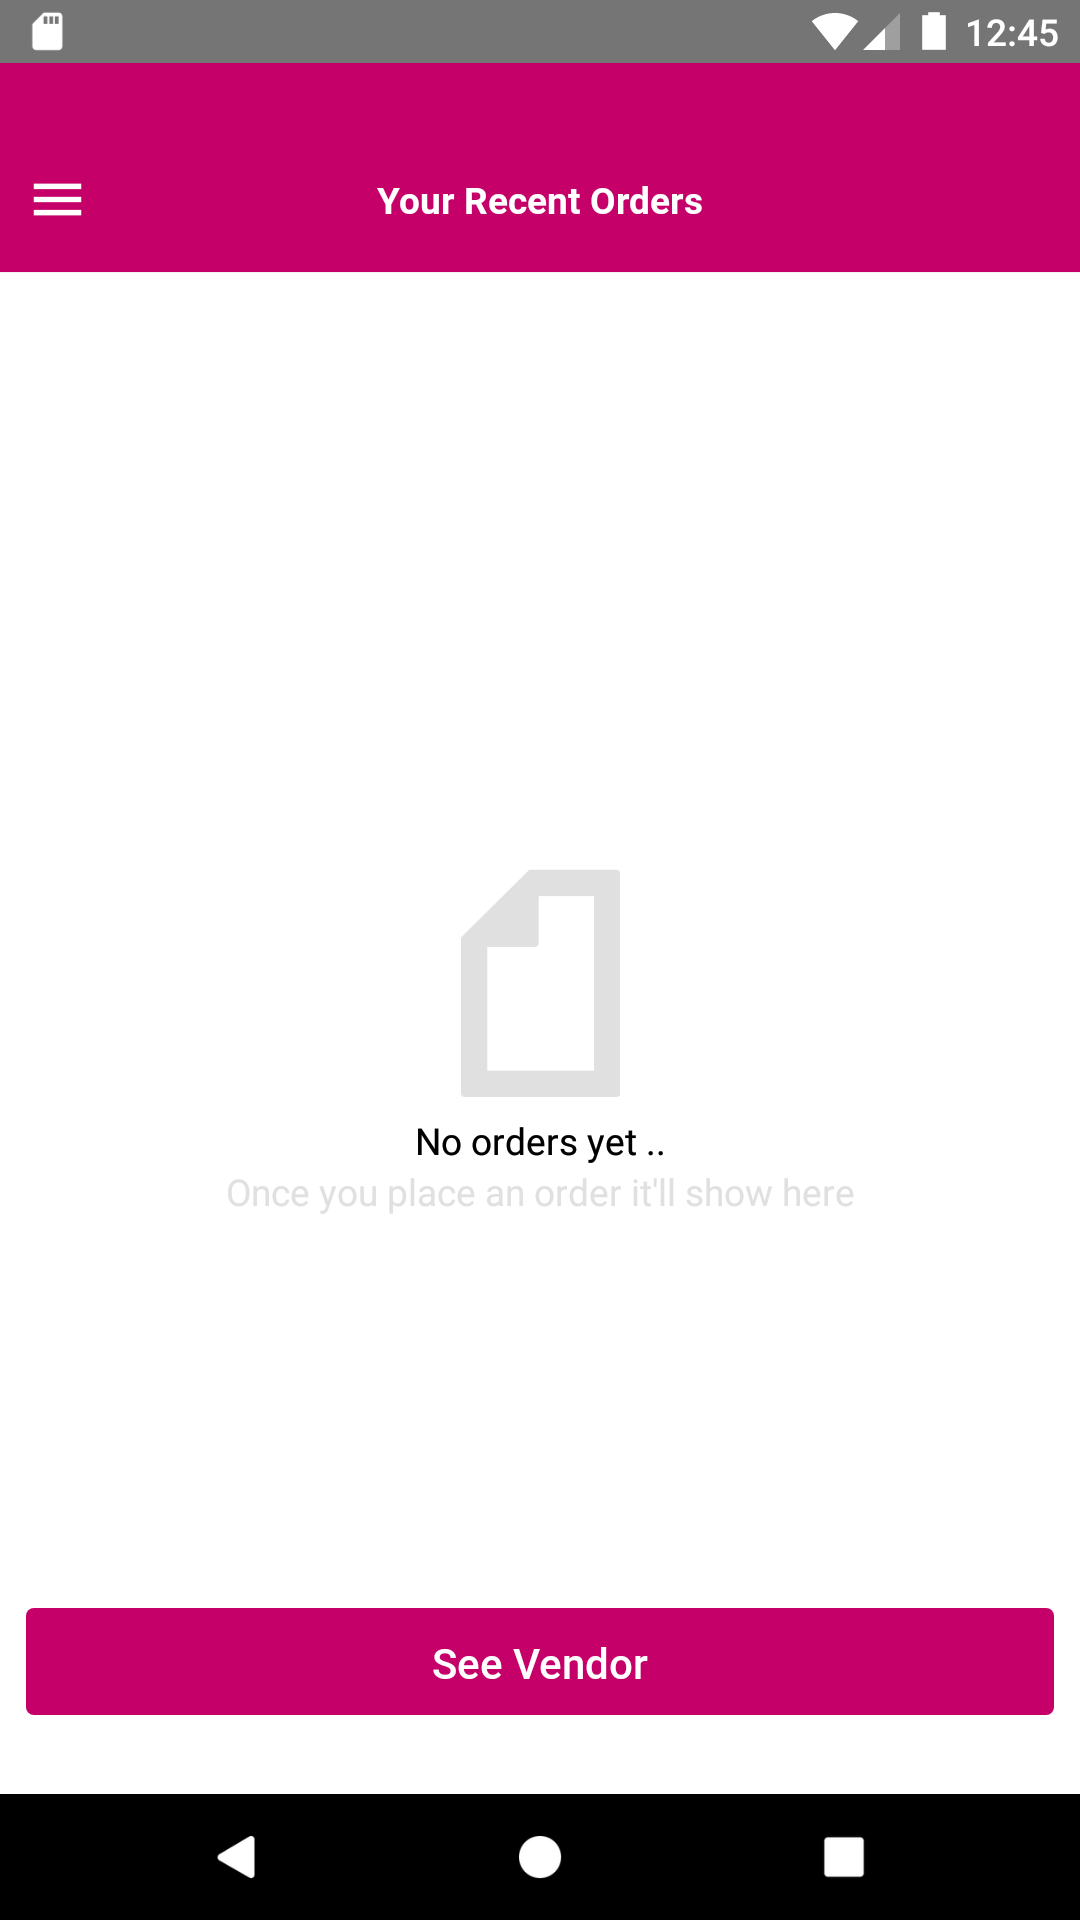 12:45
Your Recent Orders
No orders yet ..
Once you place an order it'll show here
See Vendor